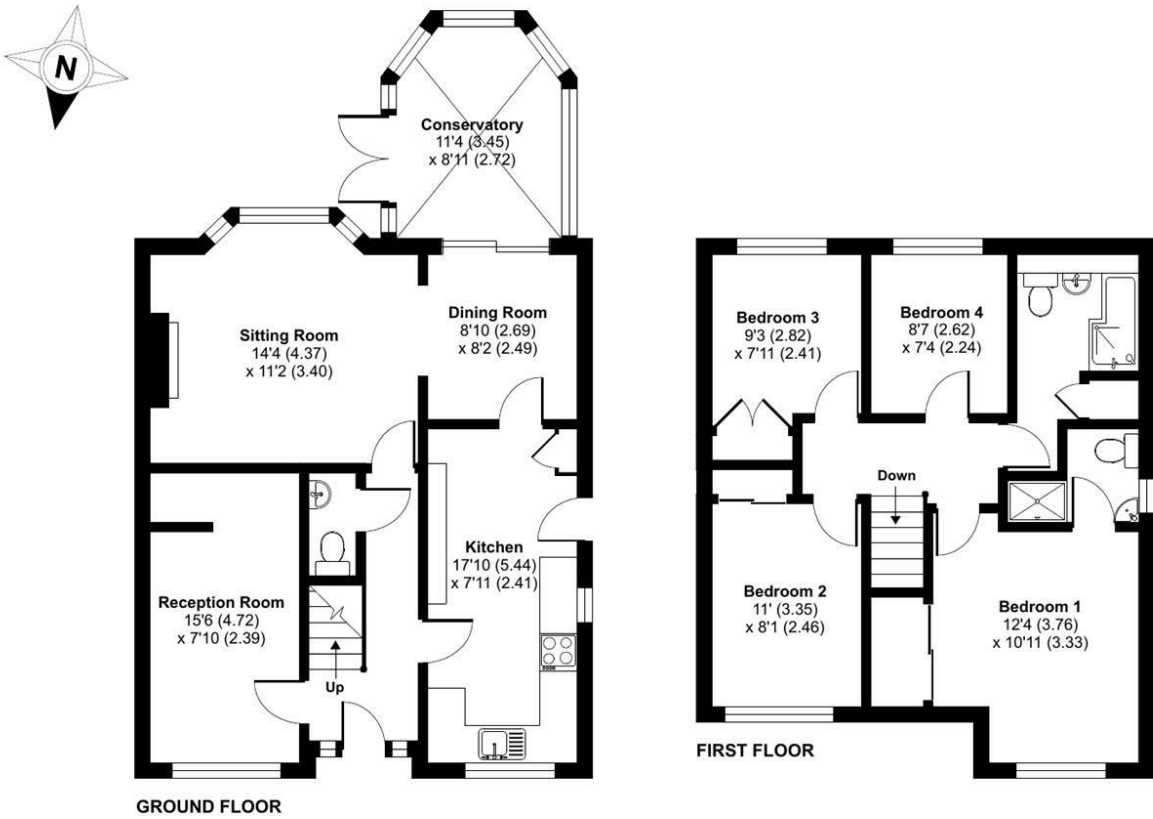 N
Conservatory
11'4 (3.45)
x 8'11 (2.72)
Sitting Room
14'4 (4.37)
x 11'2 (3.40)
Dining Room
8'10 (2.69)
x 8'2 (2.49)
Kitchen
17'10 (5.44)
x 7'11 (2.41)
Reception Room
15'6 (4.72)
x 7'10 (2.39)
Up
GROUND FLOOR
Bedroom 3
9'3 (2.82)
x 7'11 (2.41)
Bedroom 4
8'7 (2.62)
x 7'4 (2.24)
Down
Bedroom 2
11' (3.35)
x 8'1 (2.46)
Bedroom 1
12'4 (3.76)
x 10'11 (3.33)
FIRST FLOOR